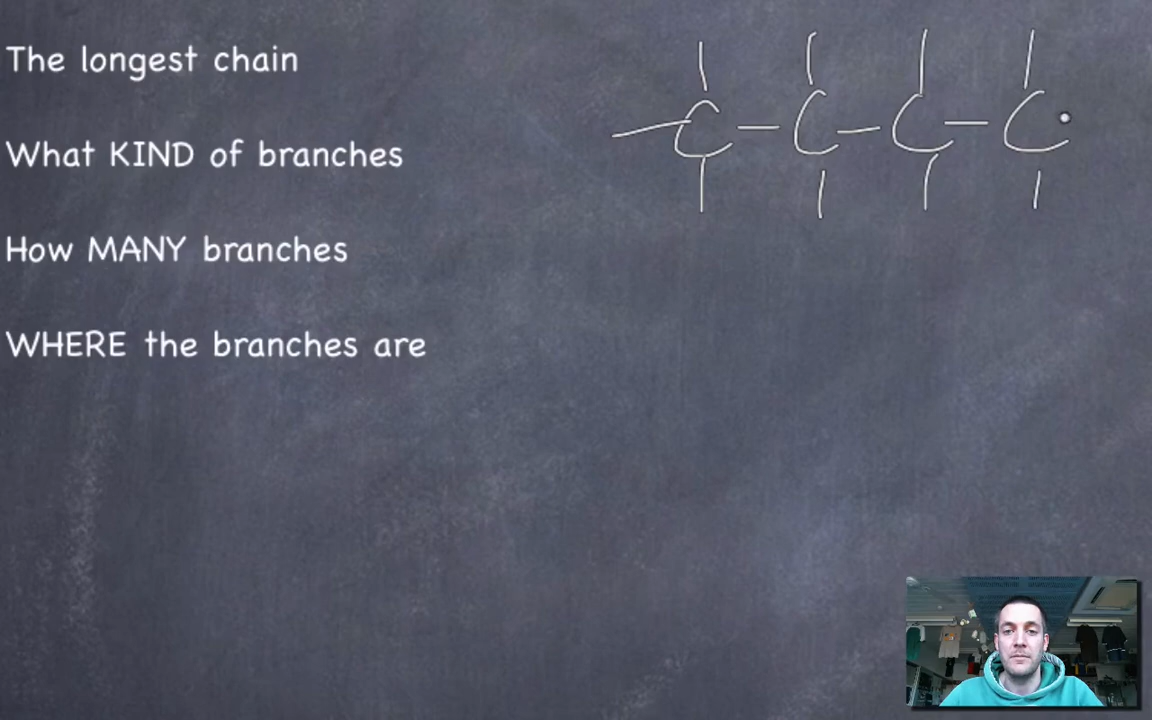 The longest chain
What KIND of branches
How MANY branches
WHERE the branches are
C C C C